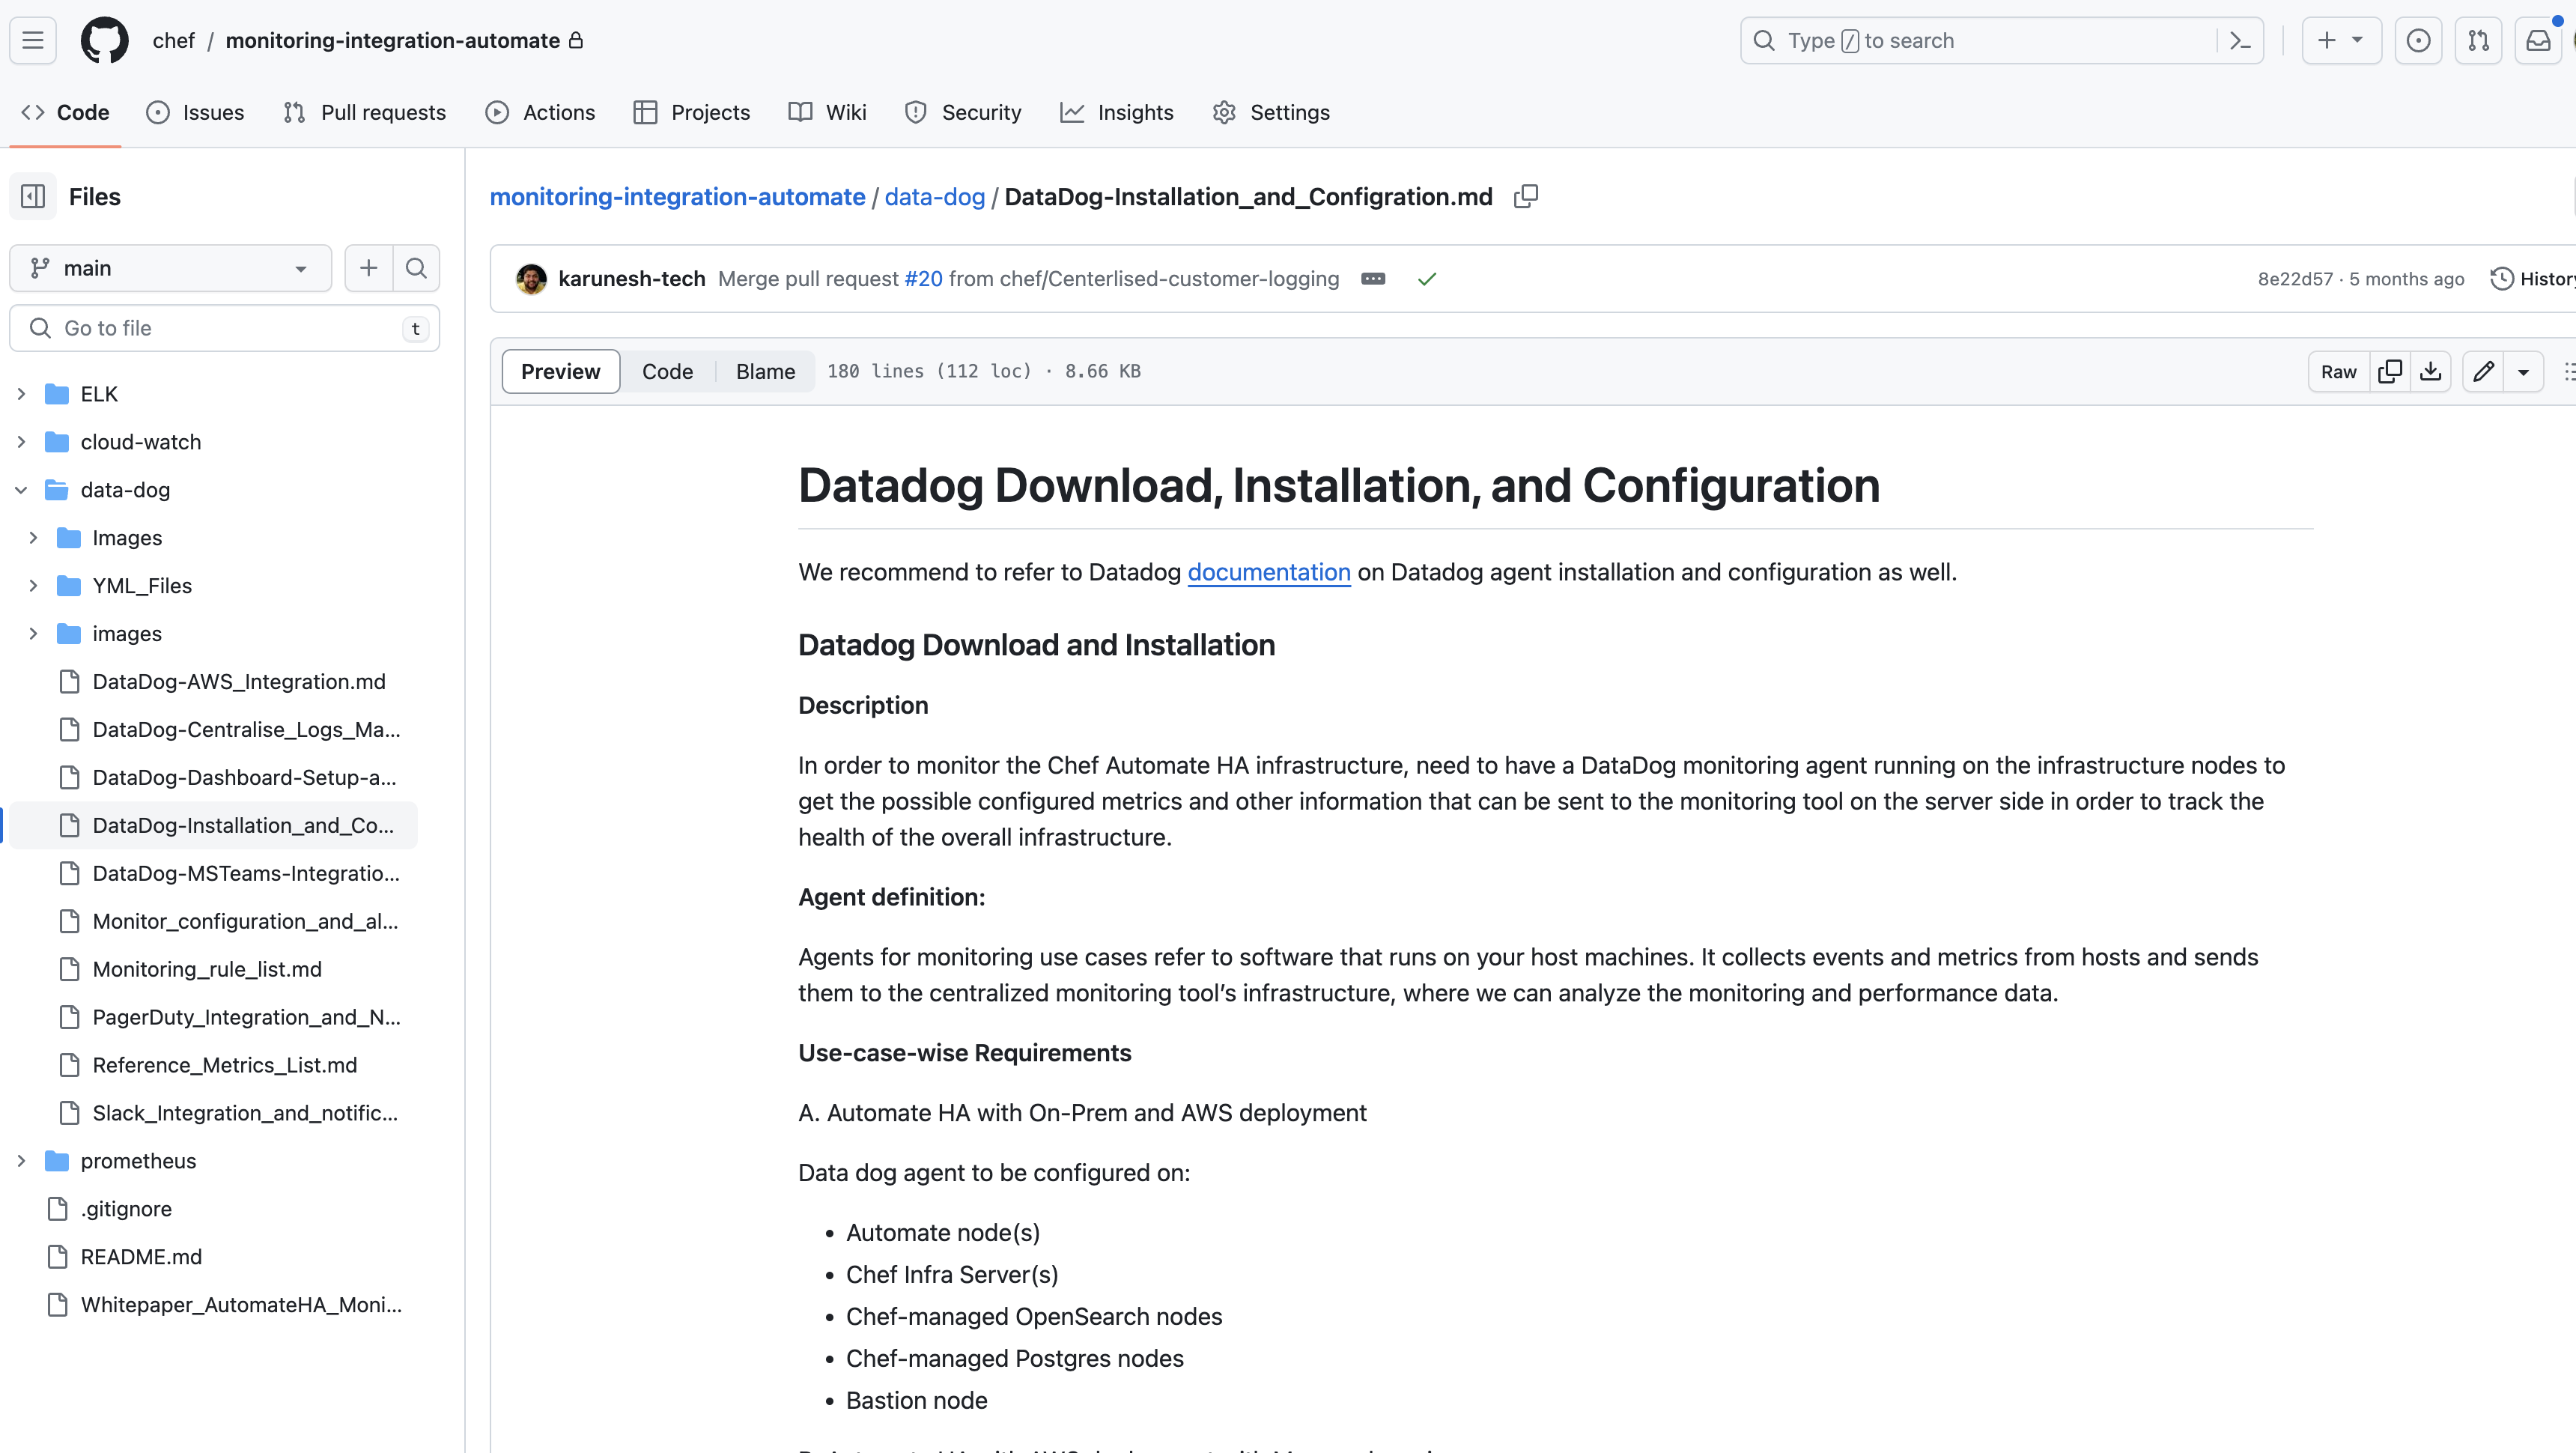 chef / monitoring-integration-automate
Type / to search
Code
Issues
Pull requests
Actions
Projects
Wiki
Security
Insights
Settings
Files
main
Go to file
t
ELK
cloud-watch
data-dog
Images
YML_Files
images
DataDog-AWS_Integration.md
DataDog-Centralise_Logs_Ma...
DataDog-Dashboard-Setup-a...
DataDog-Installation_and_Co...
DataDog-MSTeams-Integratio...
Monitor_configuration_and_al...
Monitoring_rule_list.md
PagerDuty_Integration_and_N...
Reference_Metrics_List.md
Slack_Integration_and_notific...
prometheus
.gitignore
README.md
Whitepaper_AutomateHA_Moni...
monitoring-integration-automate / data-dog / DataDog-Installation_and_Configration.md
karunesh-tech Merge pull request #20 from chef/Centerlised-customer-logging
8e22d57 · 5 months ago
History
Preview
Code
Blame
180 lines (112 loc) · 8.66 KB
Raw
Datadog Download, Installation, and Configuration
We recommend to refer to Datadog documentation on Datadog agent installation and configuration as well.
Datadog Download and Installation
Description
In order to monitor the Chef Automate HA infrastructure, need to have a DataDog monitoring agent running on the infrastructure nodes to
get the possible configured metrics and other information that can be sent to the monitoring tool on the server side in order to track the
health of the overall infrastructure.
Agent definition:
Agents for monitoring use cases refer to software that runs on your host machines. It collects events and metrics from hosts and sends
them to the centralized monitoring tool’s infrastructure, where we can analyze the monitoring and performance data.
Use-case-wise Requirements
A. Automate HA with On-Prem and AWS deployment
Data dog agent to be configured on:
• Automate node(s)
• Chef Infra Server(s)
• Chef-managed OpenSearch nodes
• Chef-managed Postgres nodes
• Bastion node